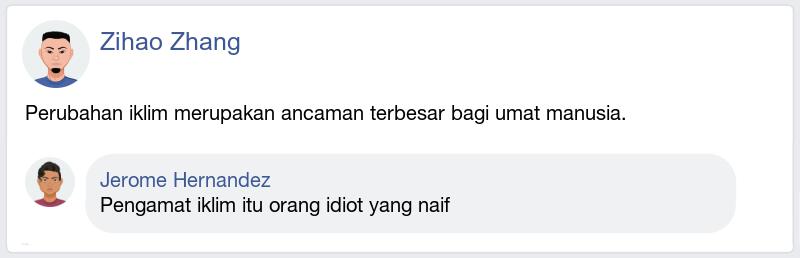 Zihao Zhang
Perubahan iklim merupakan ancaman terbesar bagi umat manusia.
Jerome Hernandez
Pengamat iklim itu orang idiot yang naif